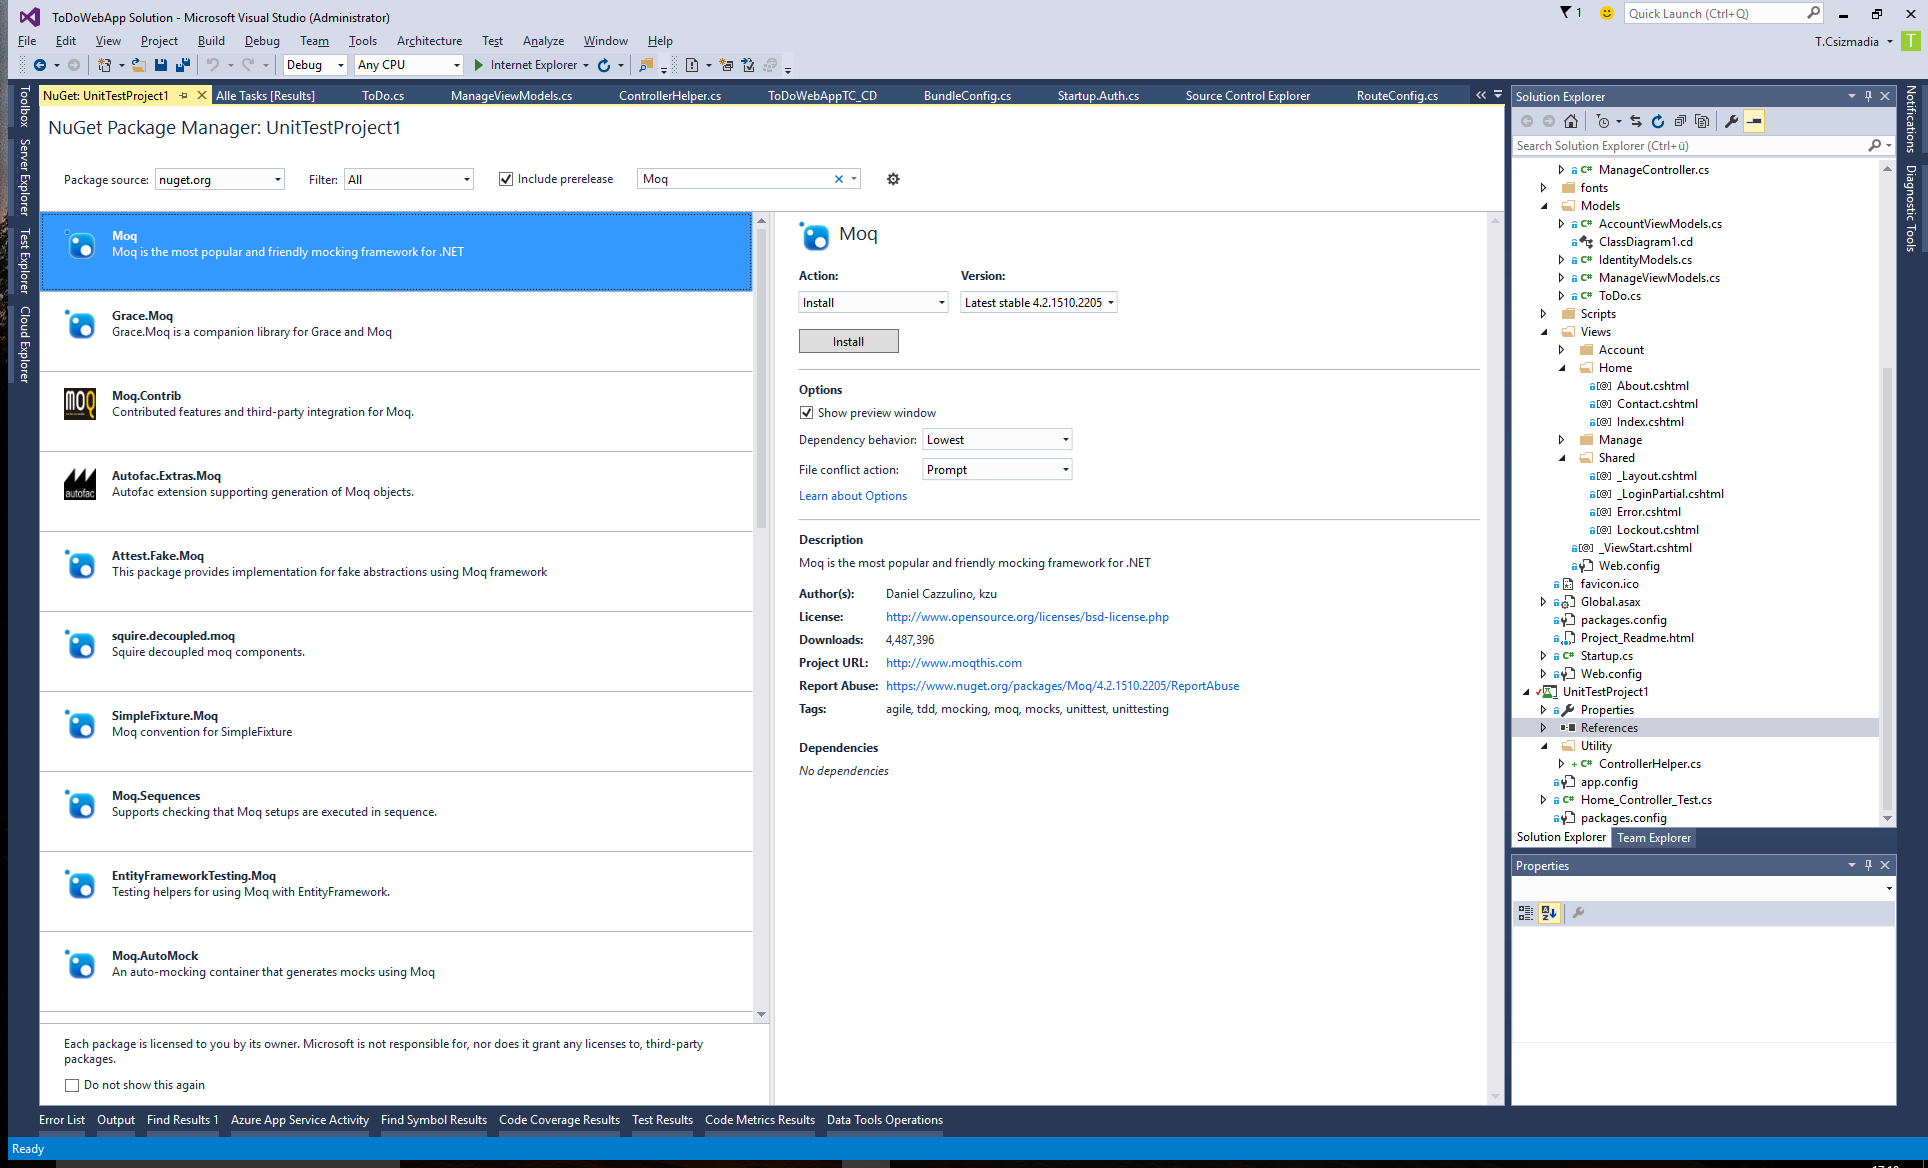 ToDoWebApp Solution - Microsoft Visual Studio (Administrator)
1
Quick Launch (Ctrl+Q)
File Edit View Project Build Debug Team Tools Architecture Test Analyze Window Help
T.Csizmadia
T
Debug Any CPU Internet Explorer
Toolbox
Server Explorer
Test Explorer
Cloud Explorer
NuGet: UnitTestProject1 Alle Tasks [Results] ToDo.cs ManageViewModels.cs ControllerHelper.cs ToDoWebAppTC_CD BundleConfig.cs Startup.Auth.cs Source Control Explorer RouteConfig.cs
NuGet Package Manager: UnitTestProject1
Package source: nuget.org Filter: All Include prerelease Moq
Moq
Moq is the most popular and friendly mocking framework for .NET
Grace.Moq
Grace.Moq is a companion library for Grace and Moq
MOQ
Moq.Contrib
Contributed features and third-party integration for Moq.
autofac
Autofac.Extras.Moq
Autofac extension supporting generation of Moq objects.
Attest.Fake.Moq
This package provides implementation for fake abstractions using Moq framework
squire.decoupled.moq
Squire decoupled moq components.
SimpleFixture.Moq
Moq convention for SimpleFixture
Moq.Sequences
Supports checking that Moq setups are executed in sequence.
EntityFrameworkTesting.Moq
Testing helpers for using Moq with EntityFramework.
Moq.AutoMock
An auto-mocking container that generates mocks using Moq
Each package is licensed to you by its owner. Microsoft is not responsible for, nor does it grant any licenses to, third-party
packages.
Do not show this again
Moq
Action: Version:
Install Latest stable 4.2.1510.2205
Install
Options
Show preview window
Dependency behavior: Lowest
File conflict action: Prompt
Learn about Options
Description
Moq is the most popular and friendly mocking framework for .NET
Author(s): Daniel Cazzulino, kzu
License: http://www.opensource.org/licenses/bsd-license.php
Downloads: 4,487,396
Project URL: http://www.moqthis.com
Report Abuse: https://www.nuget.org/packages/Moq/4.2.1510.2205/ReportAbuse
Tags: agile, tdd, mocking, moq, mocks, unittest, unittesting
Dependencies
No dependencies
Solution Explorer
Search Solution Explorer (Ctrl+ü)
C# ManageController.cs
fonts
Models
C# AccountViewModels.cs
ClassDiagram1.cd
C# IdentityModels.cs
C# ManageViewModels.cs
C# ToDo.cs
Scripts
Views
Account
Home
[@] About.cshtml
[@] Contact.cshtml
[@] Index.cshtml
Manage
Shared
[@] _Layout.cshtml
[@] _LoginPartial.cshtml
[@] Error.cshtml
[@] Lockout.cshtml
[@] _ViewStart.cshtml
Web.config
favicon.ico
Global.asax
packages.config
Project_Readme.html
C# Startup.cs
Web.config
UnitTestProject1
Properties
References
Utility
+ C# ControllerHelper.cs
app.config
C# Home_Controller_Test.cs
packages.config
Solution Explorer Team Explorer
Properties
Notifications
Diagnostic Tools
Error List Output Find Results 1 Azure App Service Activity Find Symbol Results Code Coverage Results Test Results Code Metrics Results Data Tools Operations
Ready